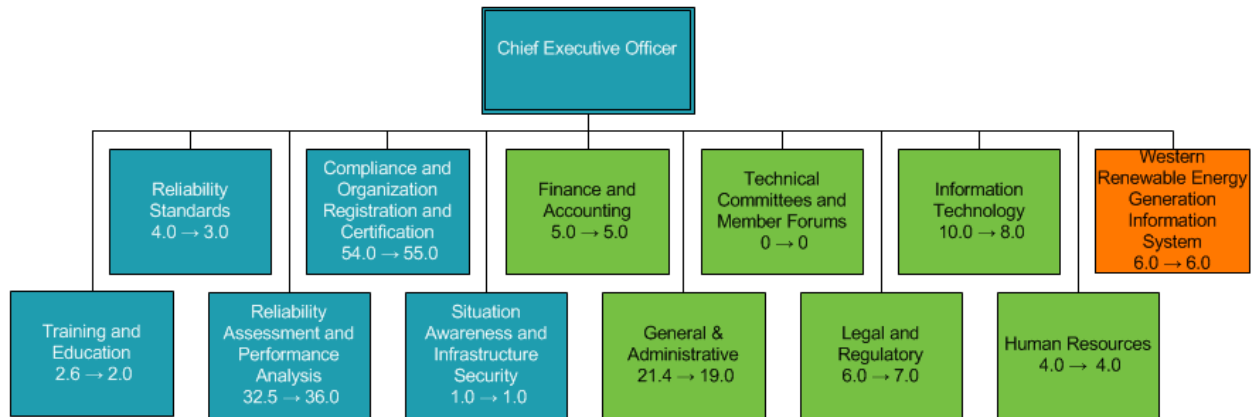 Chief Executive Officer
Reliability
Standards
4.0 → 3.0
Compliance and
Organization
Registration and
Certification
54.0 → 55.0
Finance and
Accounting
5.0 → 5.0
Technical
Committees and
Member Forums
0 → 0
Information
Technology
10.0 → 8.0
Western
Renewable Energy
Generation
Information
System
6.0 → 6.0
Training and
Education
2.6 → 2.0
Reliability
Assessment and
Performance
Analysis
32.5 → 36.0
Situation
Awareness and
Infrastructure
Security
1.0 → 1.0
General &
Administrative
21.4 → 19.0
Legal and
Regulatory
6.0 → 7.0
Human Resources
4.0 → 4.0